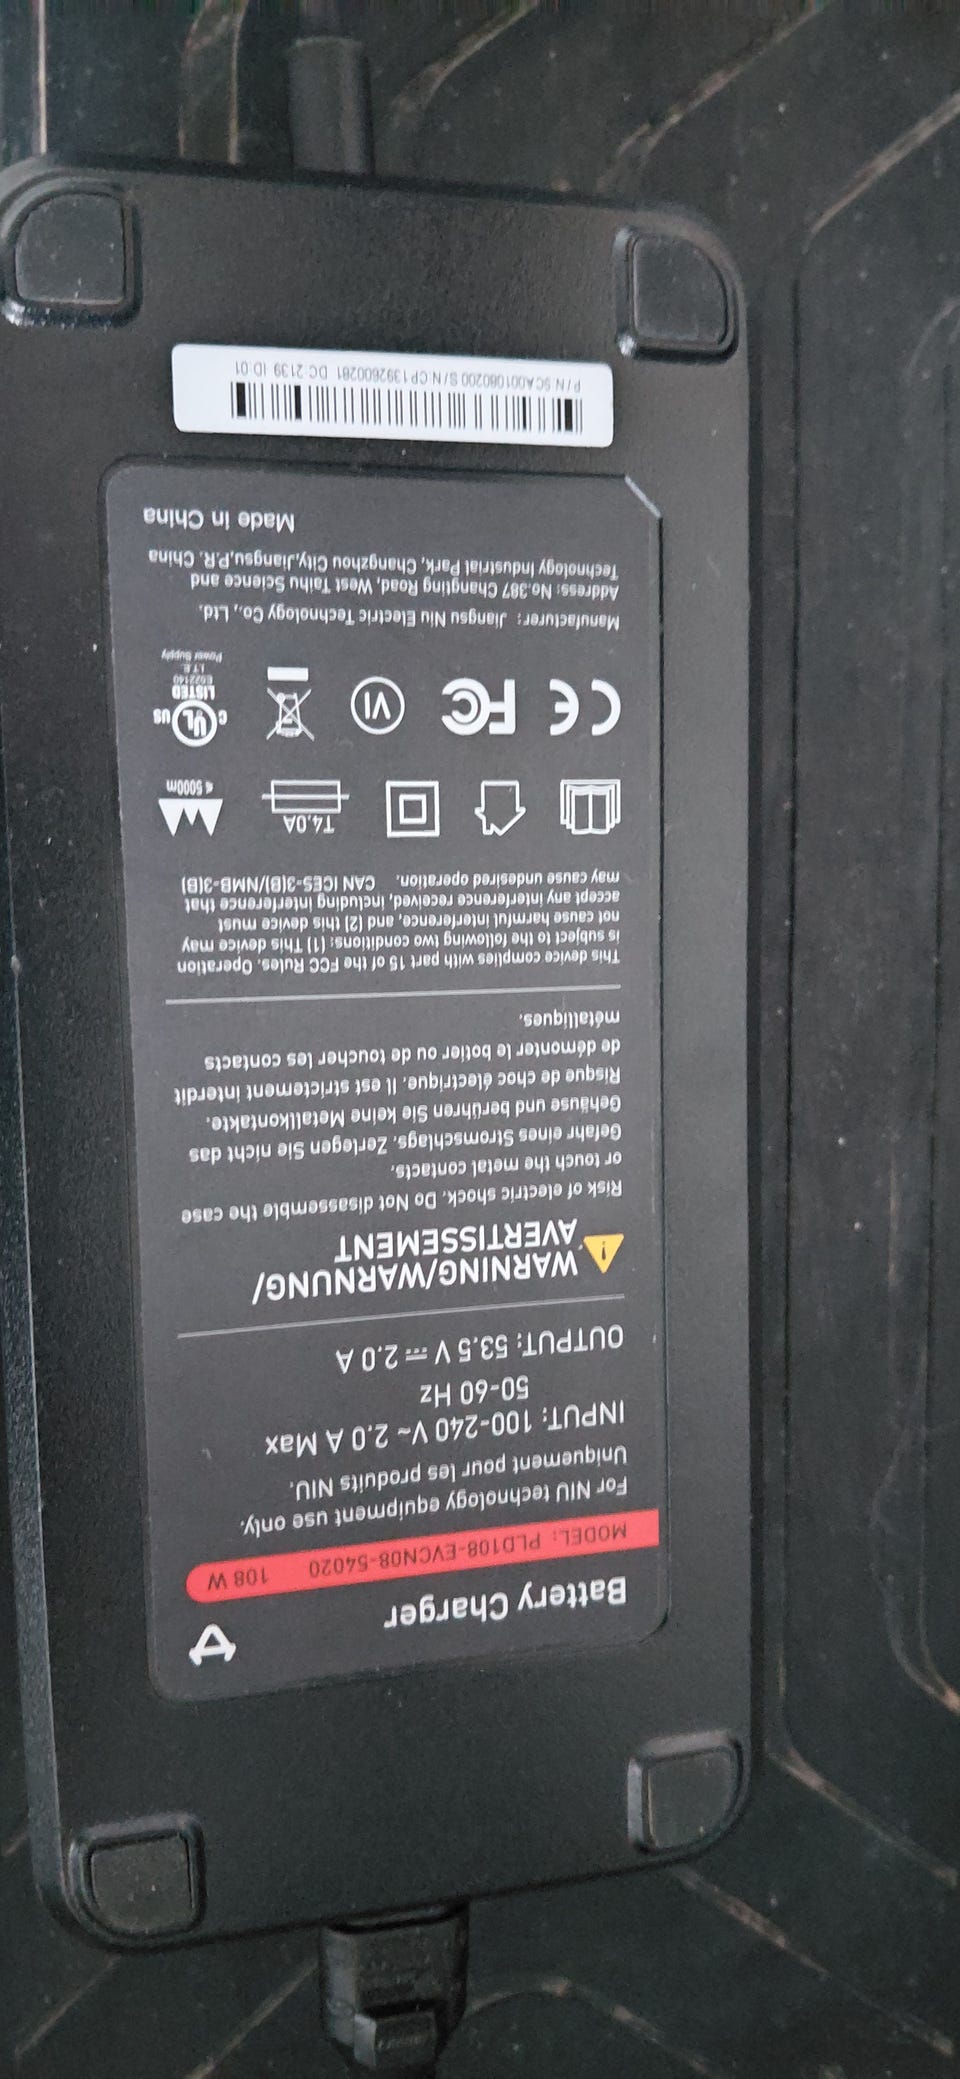 Battery Charger
MODEL: PLD108-EVCN08-54020 108 W
For NIU technology equipment use only.
Uniquement pour les produits NIU.
INPUT: 100-240 V~ 2.0 A Max
50-60 Hz
OUTPUT: 53.5 V ⎓ 2.0 A
WARNING/WARNUNG/
AVERTISSEMENT
Risk of electric shock. Do Not disassemble the case
or touch the metal contacts.
Gefahr eines Stromschlags. Zerlegen Sie nicht das
Gehäuse und berühren Sie keine Metallkontakte.
Risque de choc électrique. Il est strictement interdit
de démonter le boîtier ou de toucher les contacts
métalliques.
This device complies with part 15 of the FCC Rules. Operation
is subject to the following two conditions: (1) This device may
not cause harmful interference, and (2) this device must
accept any interference received, including interference that
may cause undesired operation. CAN ICES-3(B)/NMB-3(B)
T4.0A
≤ 5000m
CE FC VI C UL US
LISTED
E022140
I.T.E.
Power Supply
Manufacturer: Jiangsu Niu Electric Technology Co., Ltd.
Address: No.387 Changting Road, West Taihu Science and
Technology Industrial Park, Changzhou City,Jiangsu,P.R. China
Made in China
P/N:5CA001080200 S/N:CP1392600281 DC:2139 ID:01